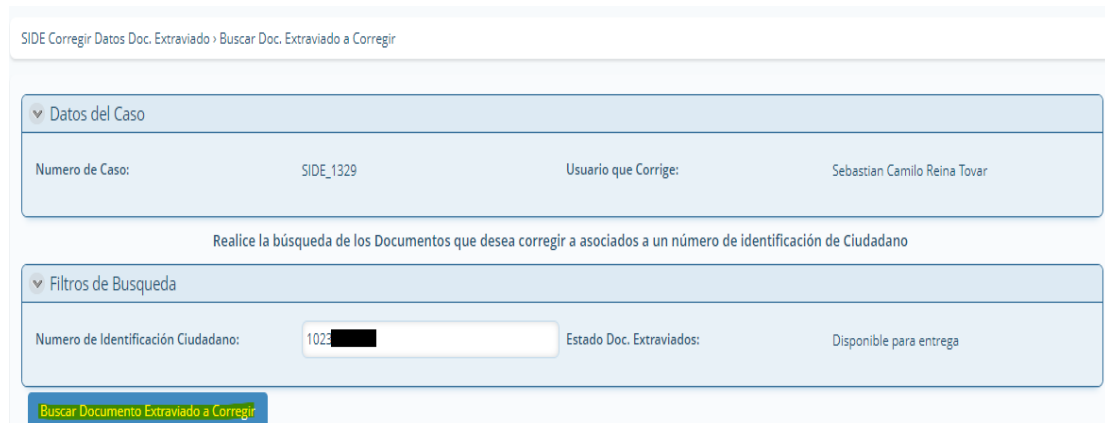 SIDE Corregir Datos Doc. Extraviado › Buscar Doc. Extraviado a Corregir
Datos del Caso
Numero de Caso: SIDE_1329 Usuario que Corrige: Sebastian Camilo Reina Tovar
Realice la búsqueda de los Documentos que desea corregir a asociados a un número de identificación de Ciudadano
Filtros de Busqueda
Numero de Identificación Ciudadano: 1023 Estado Doc. Extraviados: Disponible para entrega
Buscar Documento Extraviado a Corregir